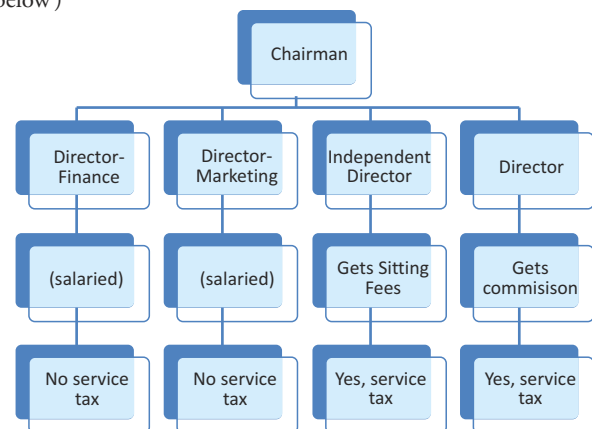 below)
Chairman
Director-
Finance
Director-
Marketing
Independent
Director
Director
(salaried)
(salaried)
Gets Sitting
Fees
Gets
commisison
No service
tax
No service
tax
Yes, service
tax
Yes, service
tax